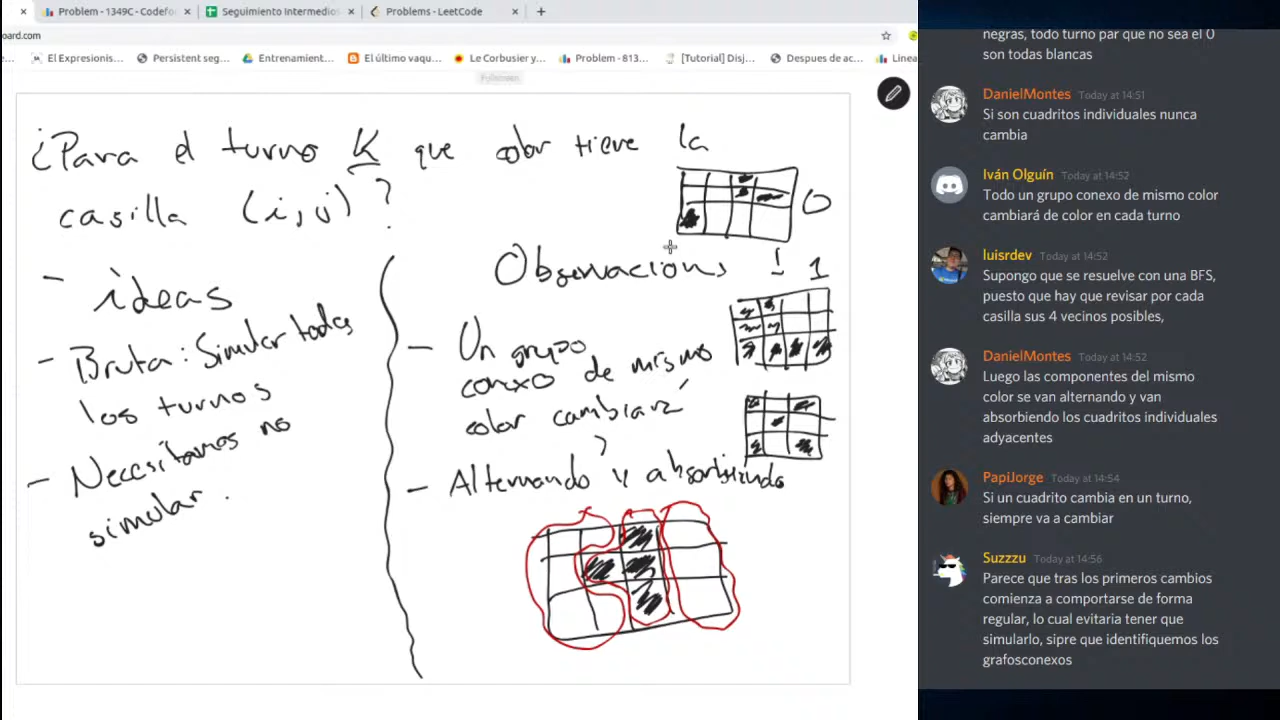 Problem - 1349C - Codefo
Seguimiento Intermedios
Problems - LeetCode
oard.com
El Expresionis...
Persistent seg...
Entrenamient...
El último vaqu...
Le Corbusier y...
Problem - 813...
[Tutorial] Disj...
Despues de ac...
Linea
Fullscreen
¿Para el turno K que color tiene la
casilla (i,j)?
0
- ideas
- Bruta: Simular todos
los turnos
- Necesitamos no
simular.
Observacions ! 1
- Un grupo
conexo de mismo
color cambiará
- Alternando y absorbiendo
negras, todo turno par que no sea el 0
son todas blancas
DanielMontes Today at 14:51
Si son cuadritos individuales nunca
cambia
Iván Olguín Today at 14:52
Todo un grupo conexo de mismo color
cambiará de color en cada turno
luisrdev Today at 14:52
Supongo que se resuelve con una BFS,
puesto que hay que revisar por cada
casilla sus 4 vecinos posibles,
DanielMontes Today at 14:52
Luego las componentes del mismo
color se van alternando y van
absorbiendo los cuadritos individuales
adyacentes
PapiJorge Today at 14:54
Si un cuadrito cambia en un turno,
siempre va a cambiar
Suzzzu Today at 14:56
Parece que tras los primeros cambios
comienza a comportarse de forma
regular, lo cual evitaria tener que
simularlo, sipre que identifiquemos los
grafosconexos